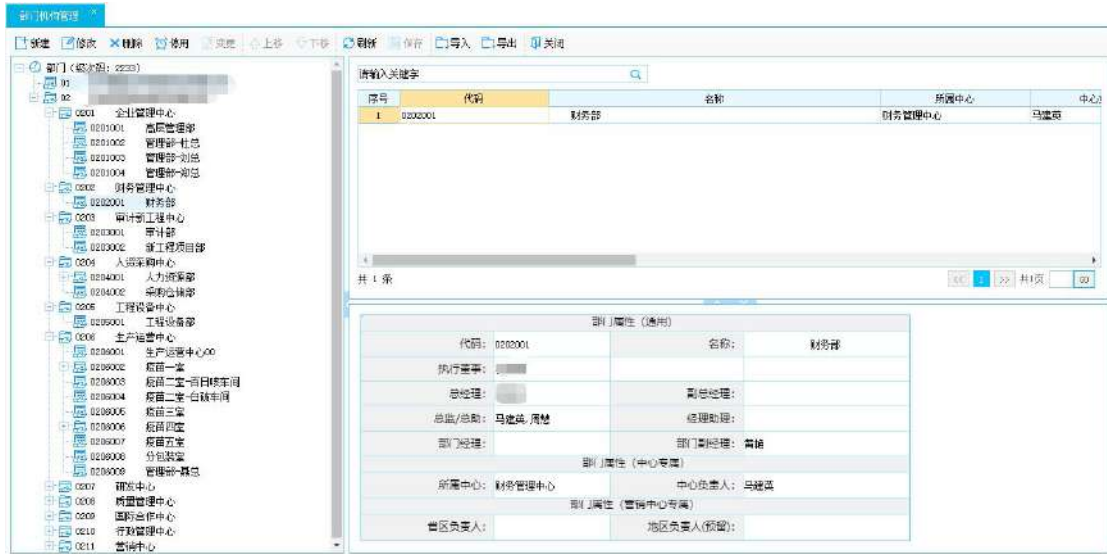 部门机构管理 ×
新建 修改 删除 停用 变更 上移 下移 刷新 保存 导入 导出 关闭
部门（级次码：2233）
01
02
0201 企业管理中心
0201001 高层管理部
0201002 管理部-杜总
0201003 管理部-刘总
0201004 管理部-郑总
0202 财务管理中心
0202001 财务部
0203 审计新工程中心
0203001 审计部
0203002 新工程项目部
0204 人资采购中心
0204001 人力资源部
0204002 采购仓储部
0205 工程设备中心
0205001 工程设备部
0206 生产运营中心
0206001 生产运营中心00
0206002 疫苗一室
0206003 疫苗二室-百日咳车间
0206004 疫苗二室-白破车间
0206005 疫苗三室
0206006 疫苗四室
0206007 疫苗五室
0206008 分包装室
0206009 管理部-聂总
0207 研发中心
0208 质量管理中心
0209 国际合作中心
0210 行政管理中心
0211 营销中心
请输入关键字
序号 代码 名称 所属中心 中心
1 0202001 财务部 财务管理中心 马建英
共 1 条
<< 1 >> 共1页 GO
部门属性（通用）
代码： 0202001 名称： 财务部
执行董事：
总经理： 副总经理：
总监/总助： 马建英,周慧 经理助理：
部门经理： 部门副经理： 黄艳
部门属性（中心专属）
所属中心： 财务管理中心 中心负责人： 马建英
部门属性（营销中心专属）
省区负责人： 地区负责人(预留)：